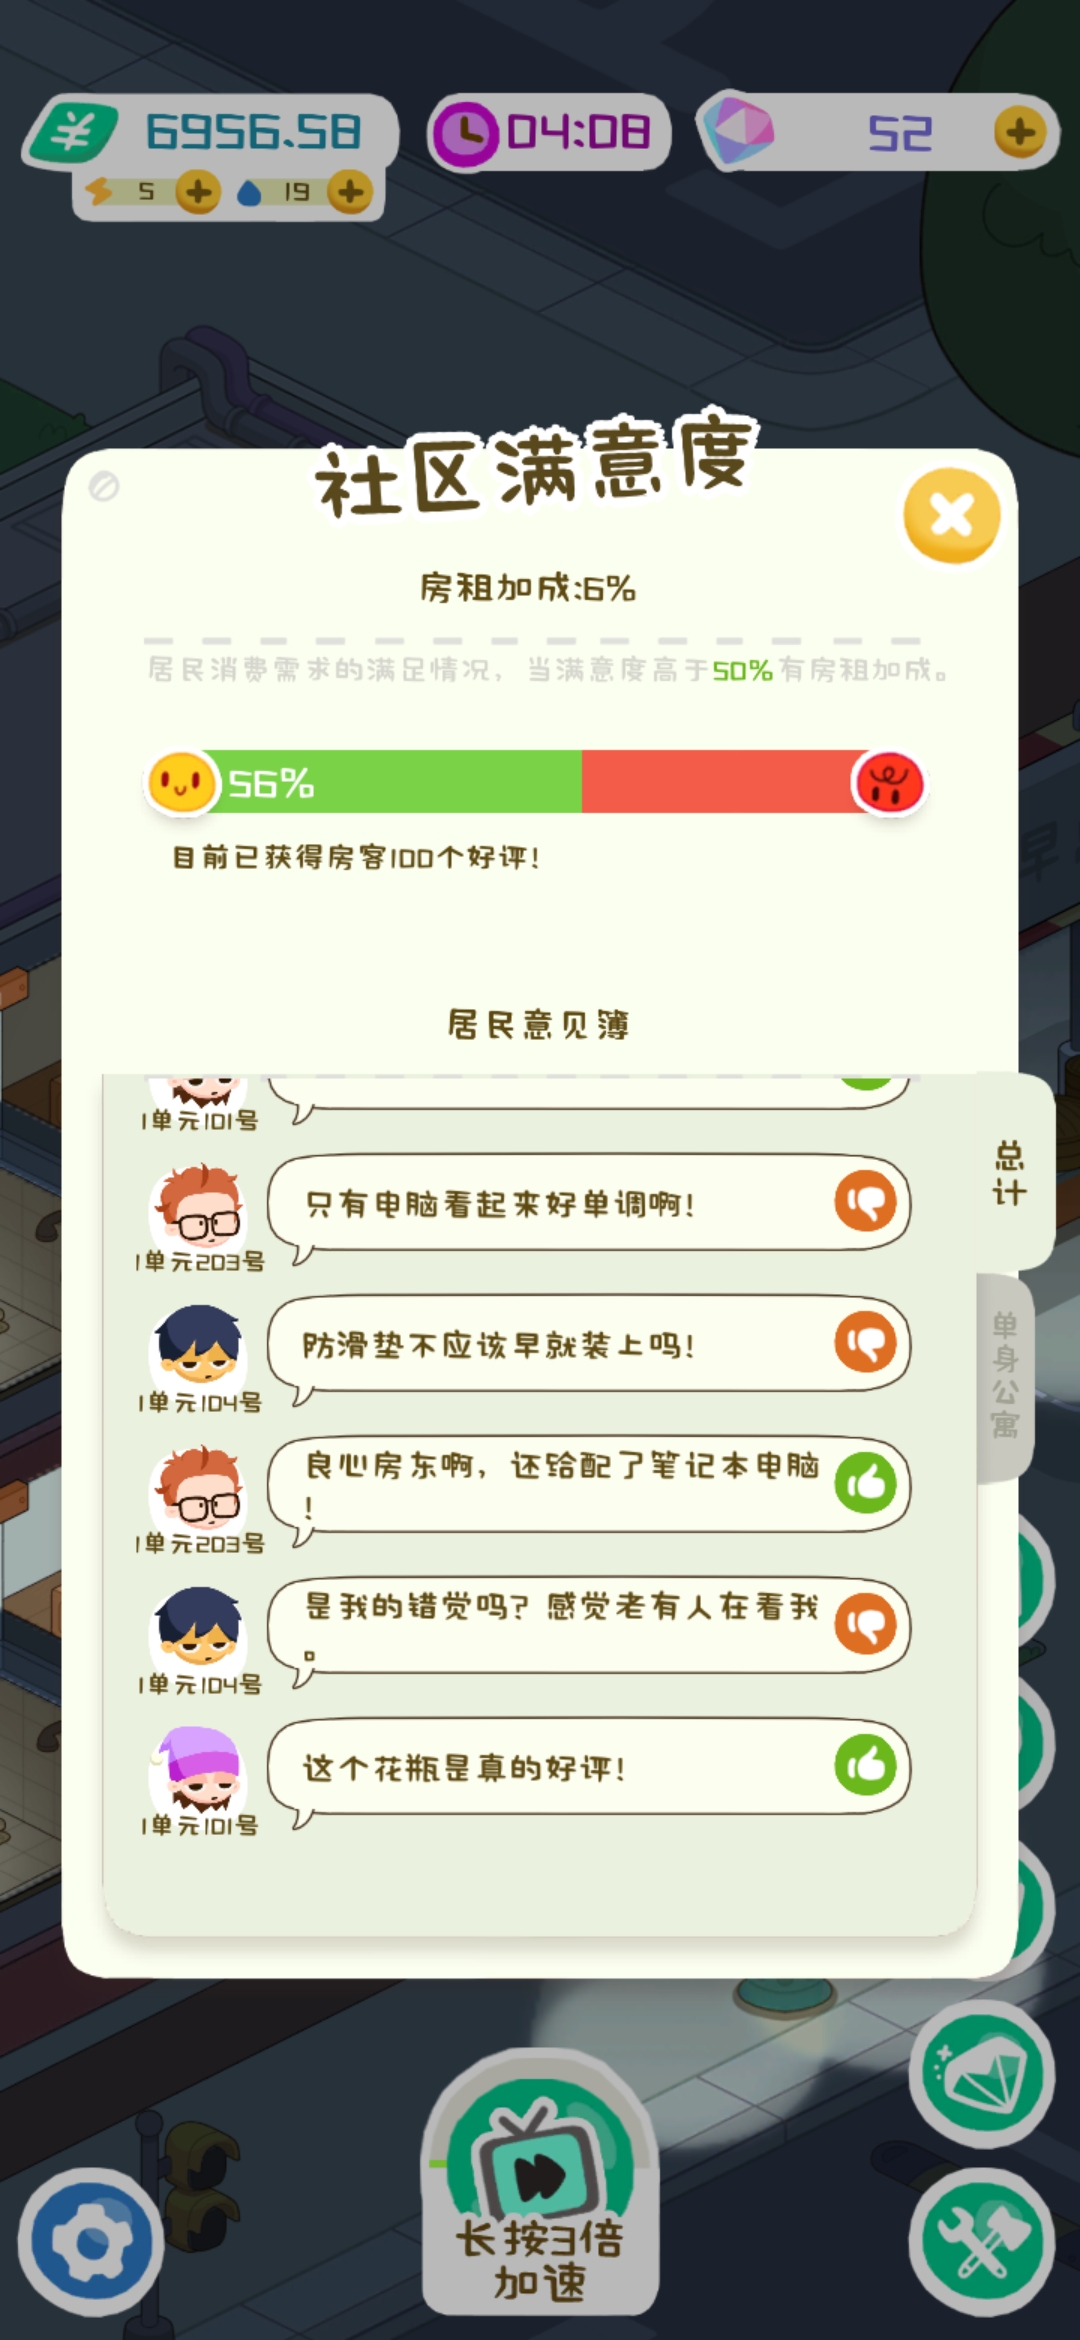 6956.58
04:08
52
5
19
社区满意度
房租加成:6%
居民消费需求的满足情况，当满意度高于50%有房租加成。
56%
目前已获得房客100个好评!
居民意见簿
1单元101号
只有电脑看起来好单调啊!
1单元203号
防滑垫不应该早就装上吗!
1单元104号
良心房东啊，还给配了笔记本电脑
!
1单元203号
是我的错觉吗?感觉老有人在看我
。
1单元104号
这个花瓶是真的好评!
1单元101号
总计
单身公寓
早
长按3倍
加速